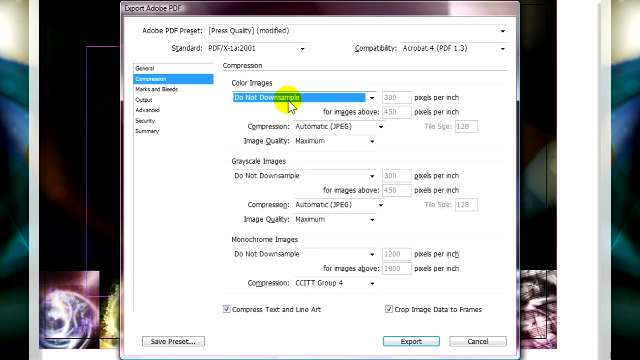 Export Adobe PDF
Adobe PDF Preset: [Press Quality] (modified)
Standard: PDF/X-1a:2001 Compatibility: Acrobat 4 (PDF 1.3)
General
Compression
Marks and Bleeds
Output
Advanced
Security
Summary
Compression
Color Images
Do Not Downsample 300 pixels per inch
for images above: 450 pixels per inch
Compression: Automatic (JPEG) Tile Size: 128
Image Quality: Maximum
Grayscale Images
Do Not Downsample 300 pixels per inch
for images above: 450 pixels per inch
Compression: Automatic (JPEG) Tile Size: 128
Image Quality: Maximum
Monochrome Images
Do Not Downsample 1200 pixels per inch
for images above: 1800 pixels per inch
Compression: CCITT Group 4
Compress Text and Line Art Crop Image Data to Frames
Save Preset... Export Cancel